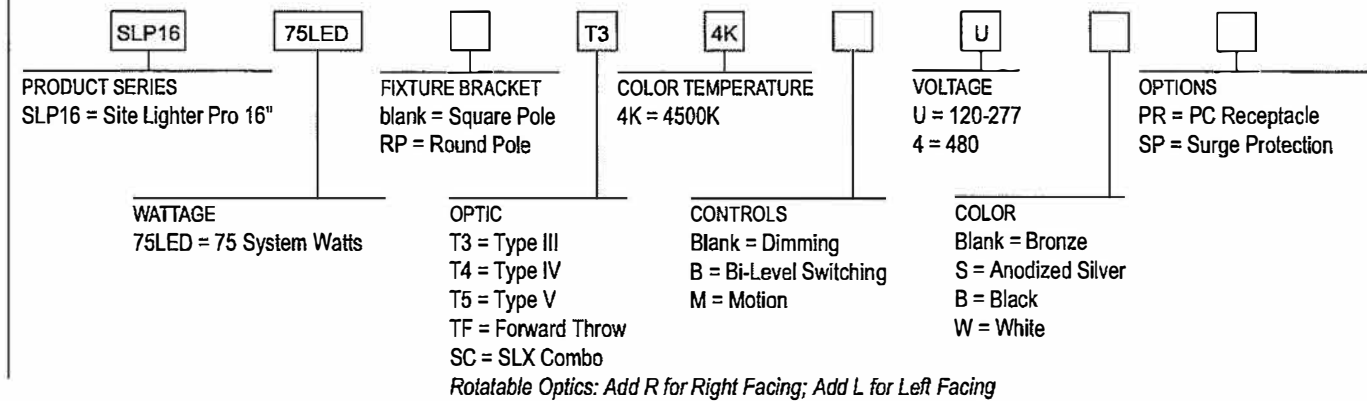 SLP16 75LED T3 4K U
PRODUCT SERIES
SLP16 = Site Lighter Pro 16"
FIXTURE BRACKET
blank = Square Pole
RP = Round Pole
COLOR TEMPERATURE
4K = 4500K
VOLTAGE
U = 120-277
4 = 480
OPTIONS
PR = PC Receptacle
SP = Surge Protection
WATTAGE
75LED = 75 System Watts
OPTIC
T3 = Type III
T4 = Type IV
T5 = Type V
TF = Forward Throw
SC = SLX Combo
Rotatable Optics: Add R for Right Facing; Add L for Left Facing
CONTROLS
Blank = Dimming
B = Bi-Level Switching
M = Motion
COLOR
Blank = Bronze
S = Anodized Silver
B = Black
W = White